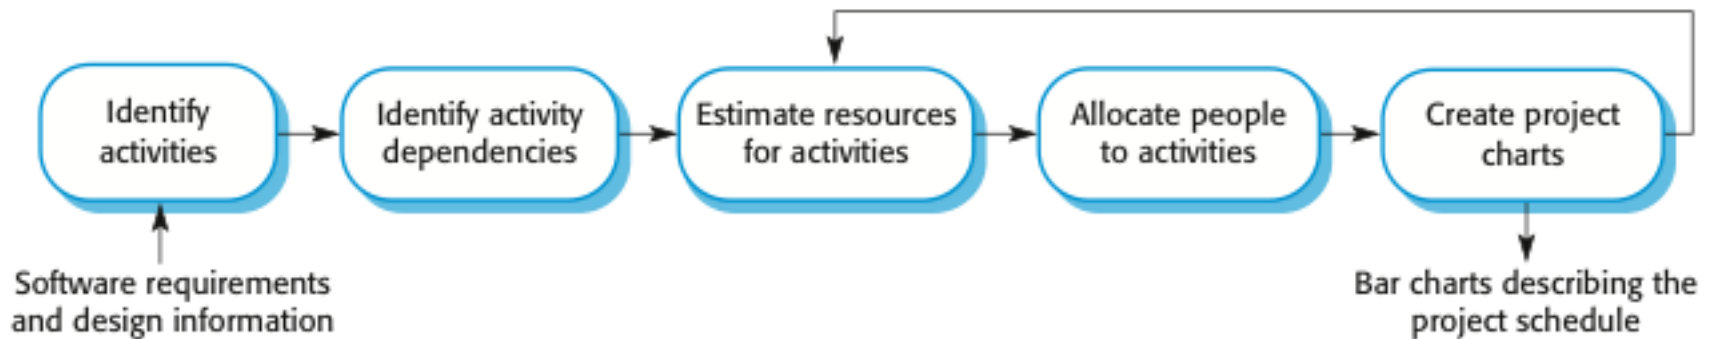 Identify
activities
Identify activity
dependencies
Estimate resources
for activities
Allocate people
to activities
Create project
charts
Software requirements
and design information
Bar charts describing the
project schedule